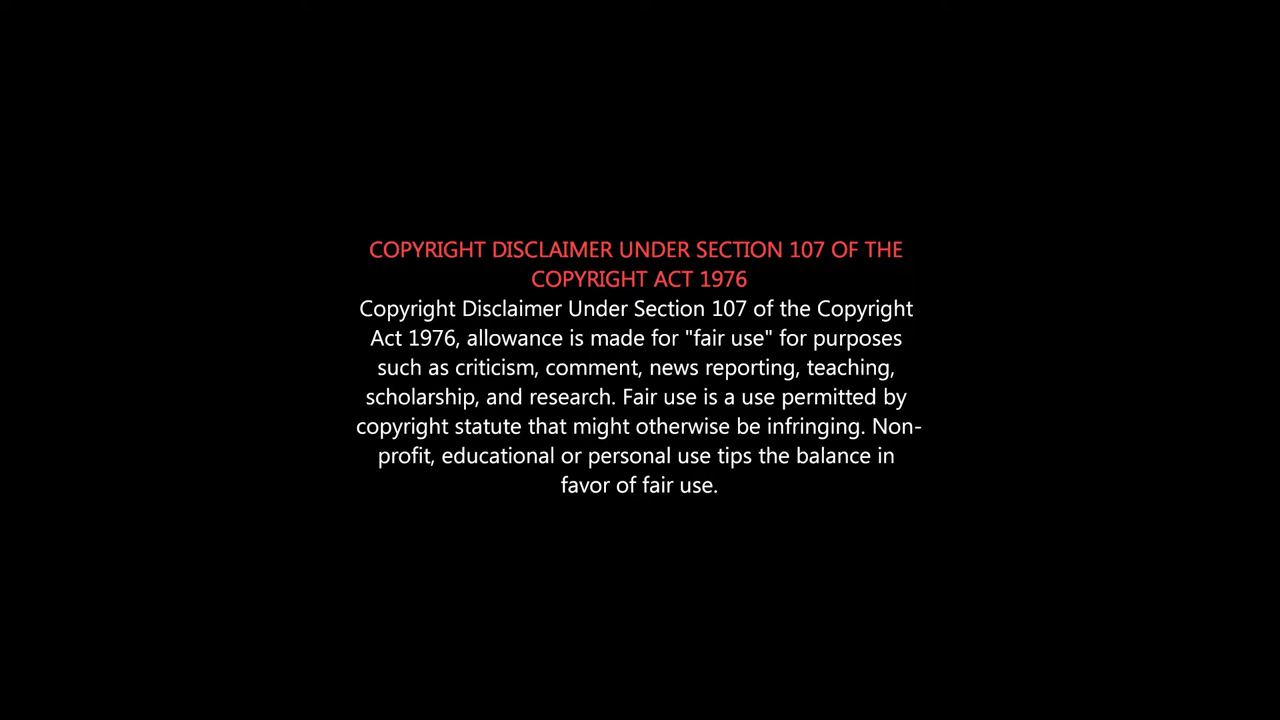 COPYRIGHT DISCLAIMER UNDER SECTION 107 OF THE
COPYRIGHT ACT 1976
Copyright Disclaimer Under Section 107 of the Copyright
Act 1976, allowance is made for "fair use" for purposes
such as criticism, comment, news reporting, teaching,
scholarship, and research. Fair use is a use permitted by
copyright statute that might otherwise be infringing. Non-
profit, educational or personal use tips the balance in
favor of fair use.